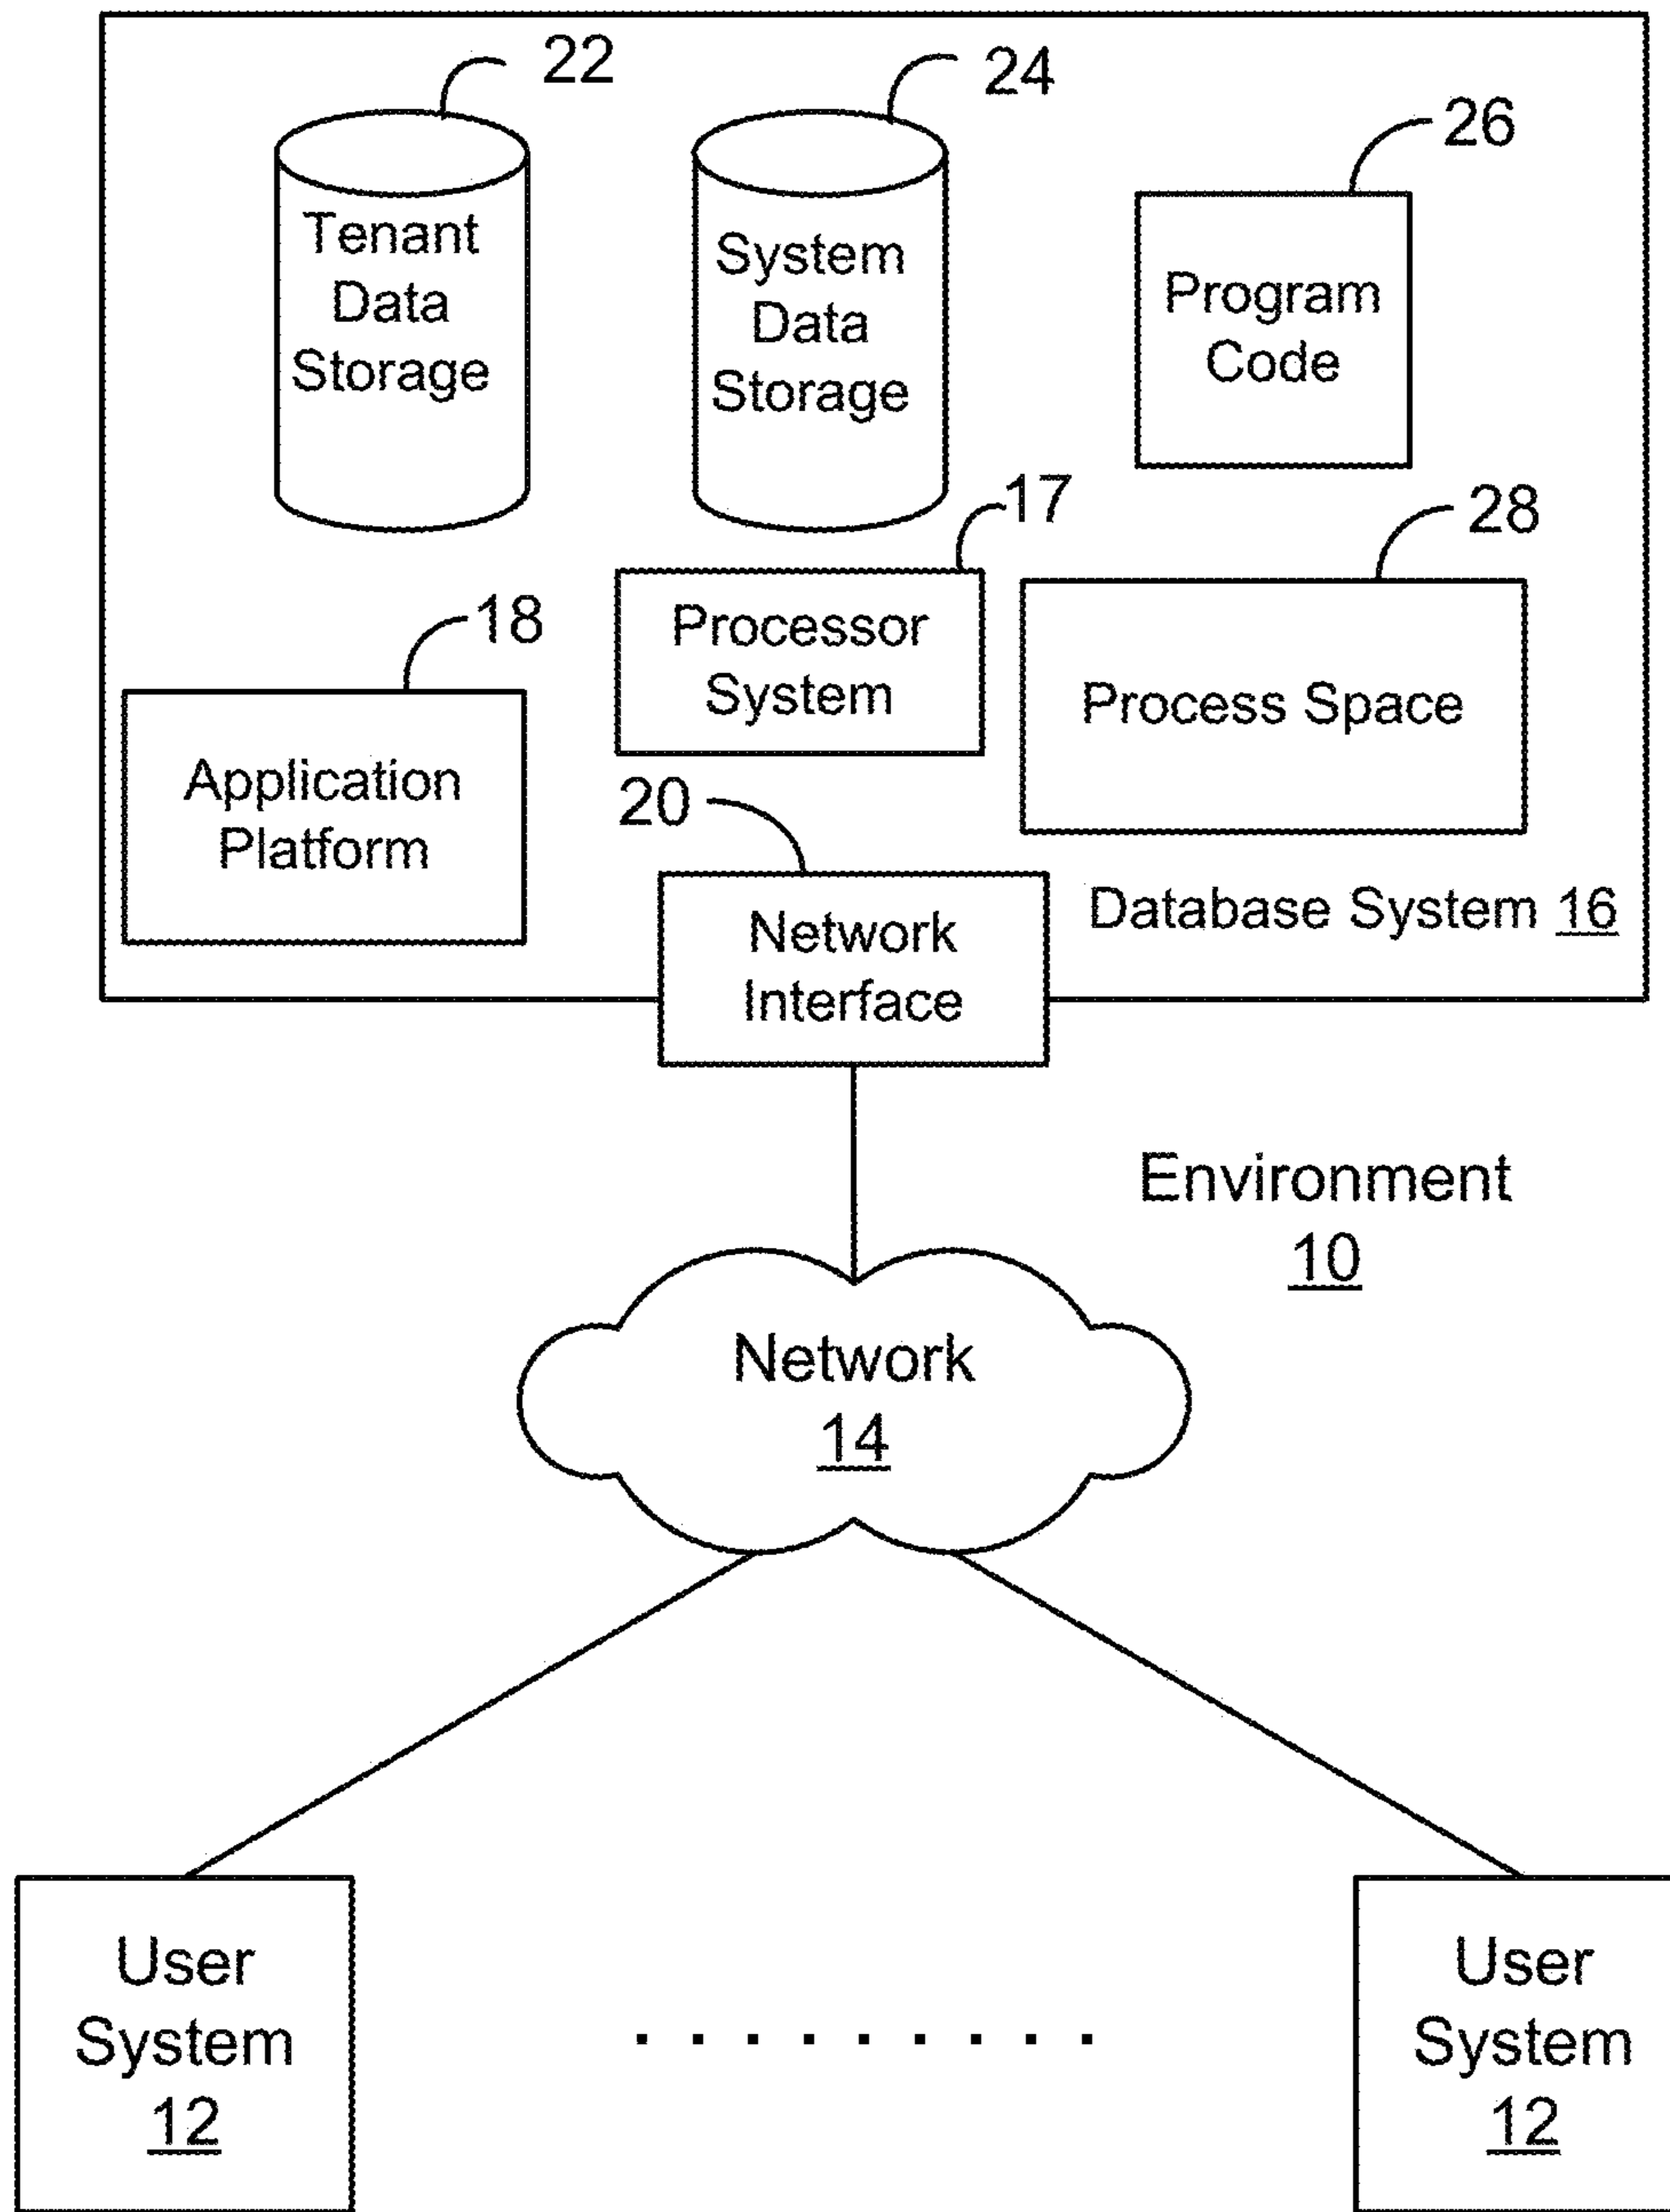 22
24
26
Tenant
Data
Storage
System
Data
Storage
Program
Code
17
28
18
Processor
System
Process Space
Application
Platform
20
Network
Interface
Database System 16
Environment
10
Network
14
User
System
12
. . . . . . . . .
User
System
12